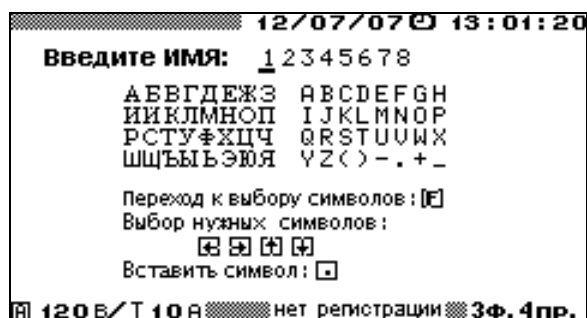 12/07/07 13:01:20
Введите ИМЯ: 12345678
АБВГДЕЖЗ ABCDEFGH
ИЙКЛМНОП IJKLMNOP
РСТУФХЦЧ QRSTUVWX
ШЩЪЫЬЭЮЯ YZ()-.+_
Переход к выбору символов:[F]
Выбор нужных символов:
← → ↑ ↓
Вставить символ: [.]
A 120В/Т 10А нет регистрации 3ф.4пр.